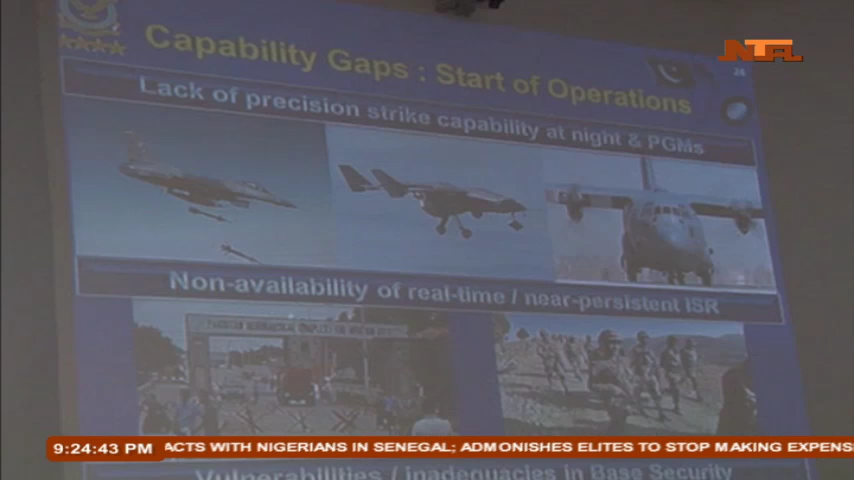 Capability Gaps : Start of Operations
NTA
26
Lack of precision strike capability at night & PGMs
Non-availability of real-time / near-persistent ISR
9:24:43 PM ACTS WITH NIGERIANS IN SENEGAL; ADMONISHES ELITES TO STOP MAKING EXPENS
Vulnerabilities / inadequacies in Base Security